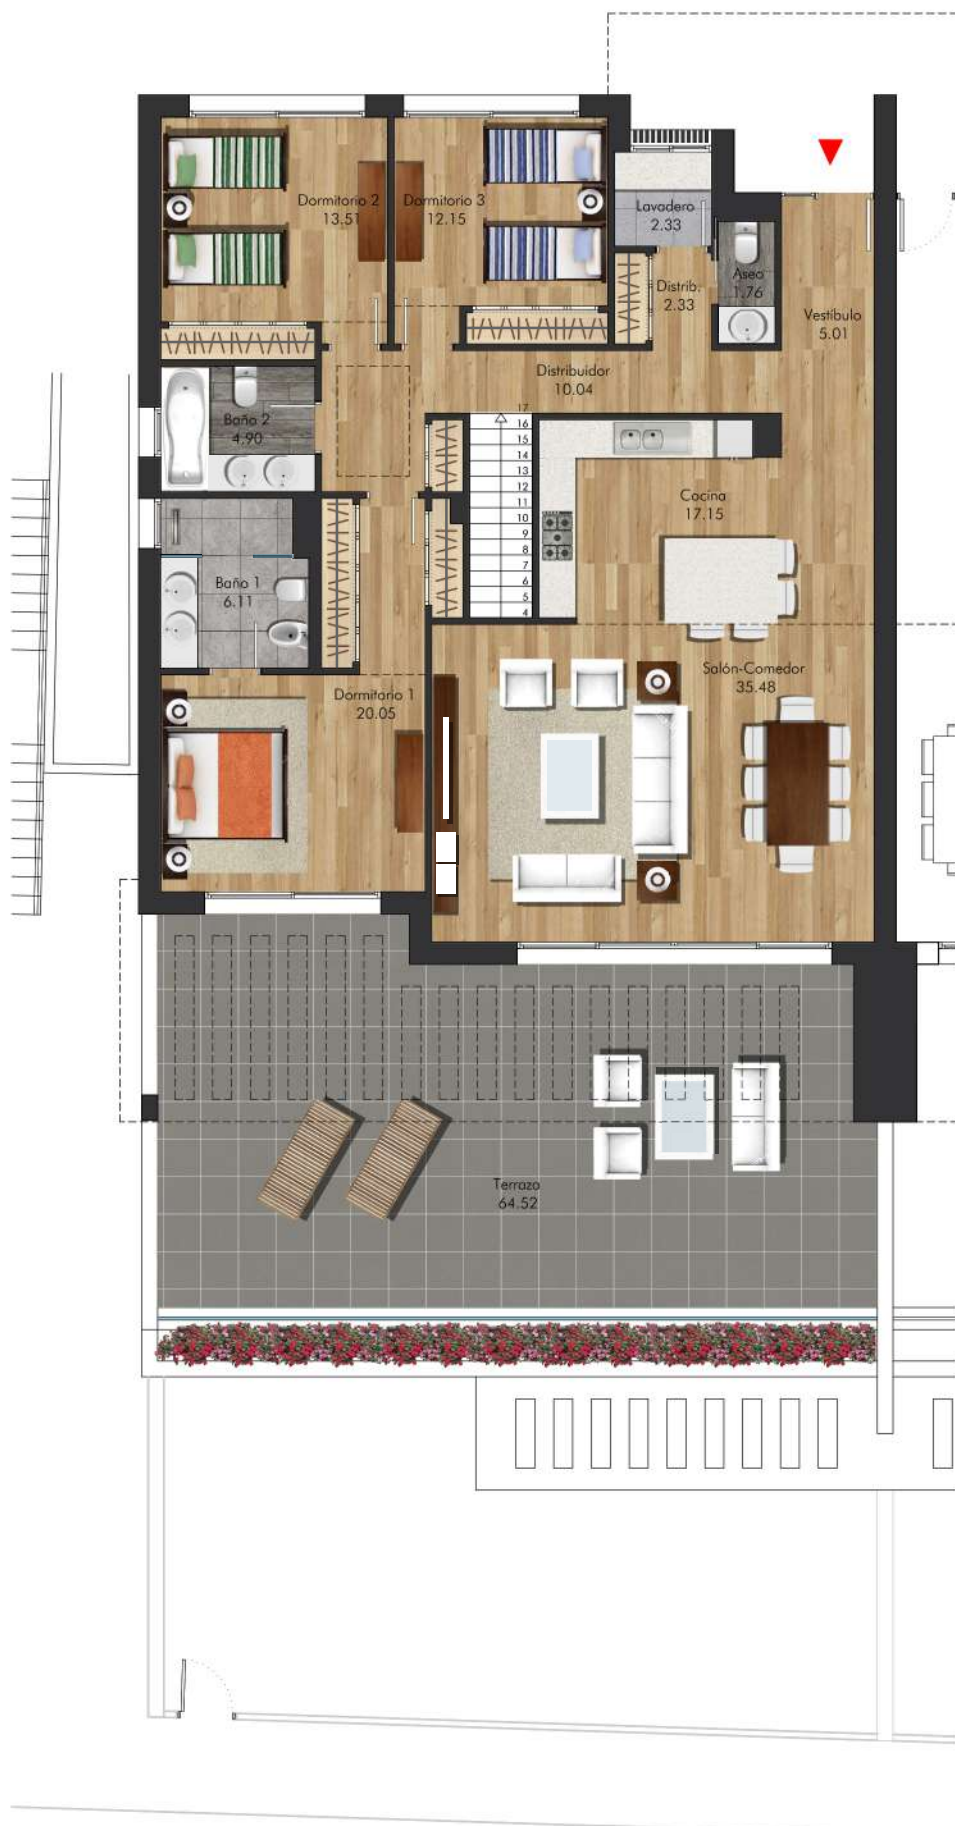 Dormitorio 2
13.51
Dormitorio 3
12.15
Lavadero
2.33
Aseo
1.76
Distrib.
2.33
Vestíbulo
5.01
Distribuidor
10.04
Baño 2
4.90
17
16
15
14
13
12
11
10
9
8
7
6
5
4
Cocina
17.15
Baño 1
6.11
Salón-Comedor
35.48
Dormitorio 1
20.05
Terraza
64.52